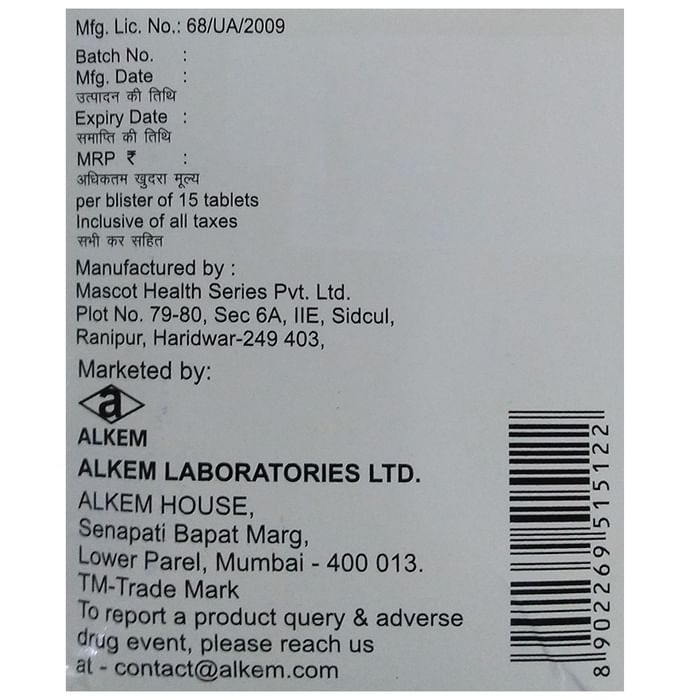 Mfg. Lic. No.: 68/UA/2009
Batch No. :
Mfg. Date :
उत्पादन की तिथि
Expiry Date :
समाप्ति की तिथि
MRP ₹ :
अधिकतम खुदरा मूल्य
per blister of 15 tablets
Inclusive of all taxes
सभी कर सहित
Manufactured by :
Mascot Health Series Pvt. Ltd.
Plot No. 79-80, Sec 6A, IIE, Sidcul,
Ranipur, Haridwar-249 403,
Marketed by:
a
ALKEM
ALKEM LABORATORIES LTD.
ALKEM HOUSE,
Senapati Bapat Marg,
Lower Parel, Mumbai - 400 013.
TM-Trade Mark
To report a product query & adverse
drug event, please reach us
at - contact@alkem.com
8902269515122